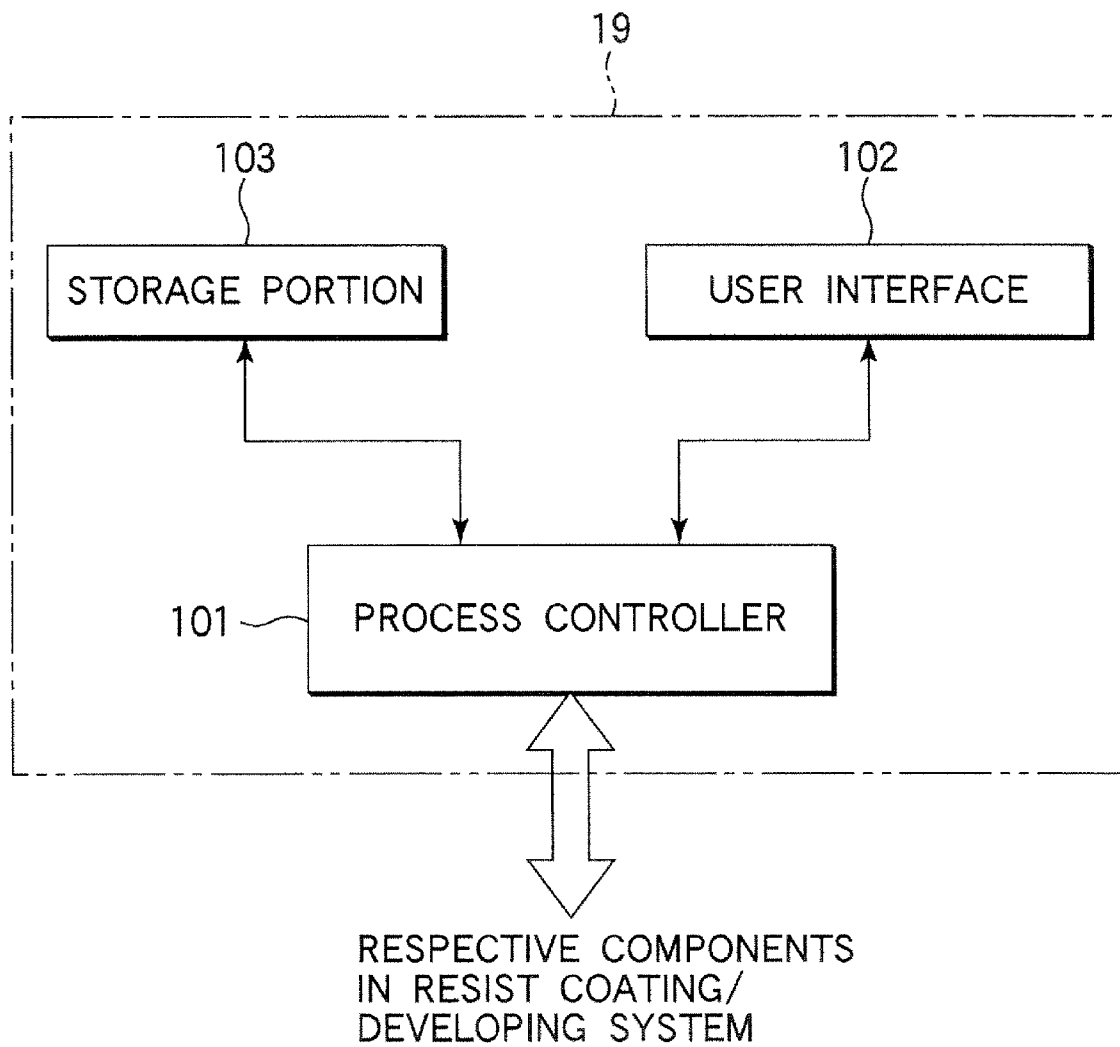 19
103
102
STORAGE PORTION
USER INTERFACE
101
PROCESS CONTROLLER
RESPECTIVE COMPONENTS
IN RESIST COATING/
DEVELOPING SYSTEM